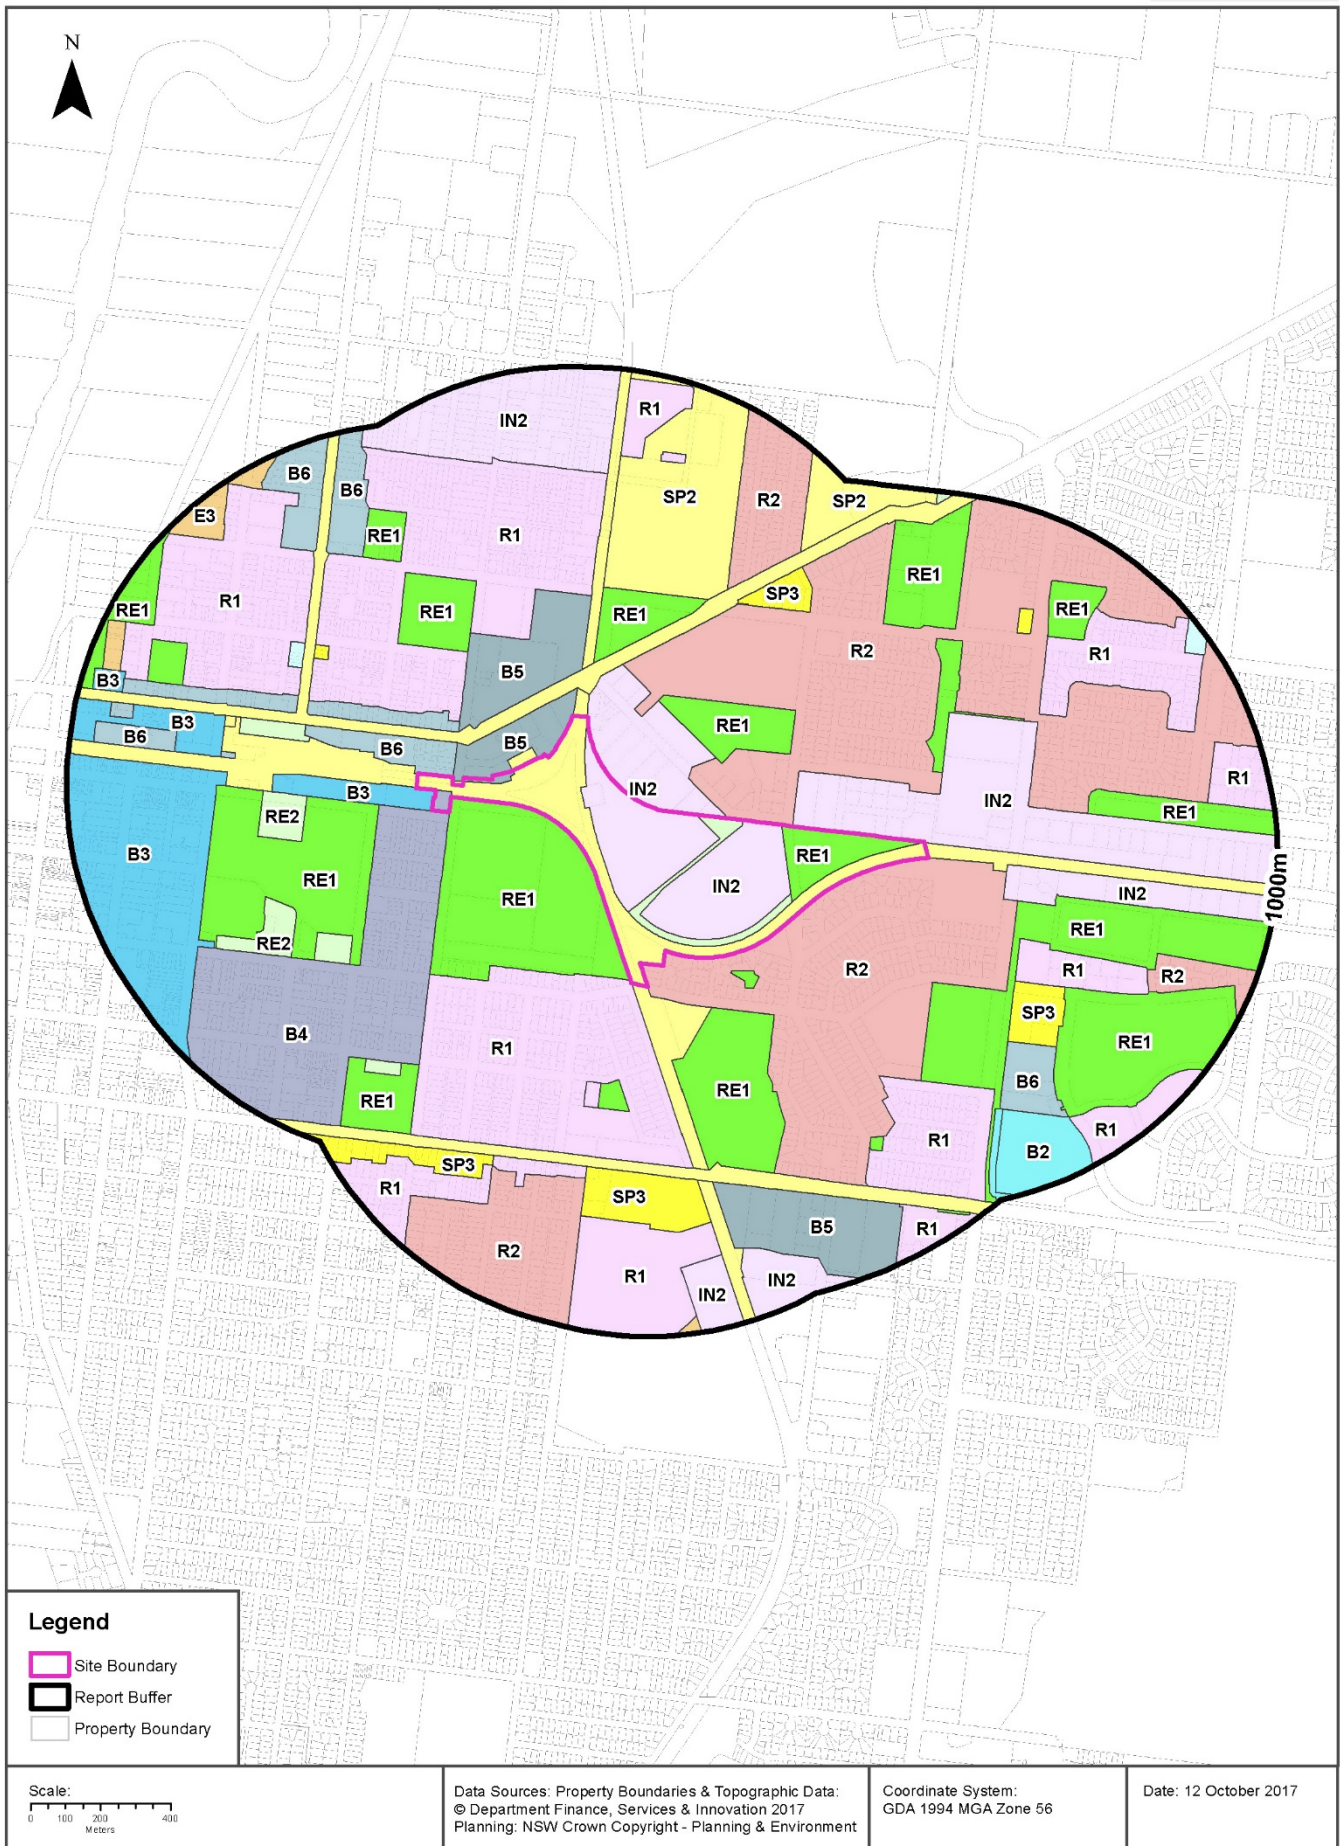 N
IN2
R1
B6
B6
SP2
R2
SP2
E3
RE1
R1
RE1
SP3
RE1
R1
RE1
RE1
RE1
R2
R1
B5
B3
B3
RE1
B6
B5
B6
R1
IN2
B3
IN2
RE1
RE2
B3
RE1
1000m
RE1
IN2
IN2
RE1
RE1
RE2
R2
R1
R2
SP3
B4
R1
RE1
B6
RE1
RE1
R1
R1
B2
SP3
R1
SP3
B5
R1
R2
R1
IN2
IN2
Legend
Site Boundary
Report Buffer
Property Boundary
Scale:
0 100 200 400
Meters
Data Sources: Property Boundaries & Topographic Data:
© Department Finance, Services & Innovation 2017
Planning: NSW Crown Copyright - Planning & Environment
Coordinate System:
GDA 1994 MGA Zone 56
Date: 12 October 2017